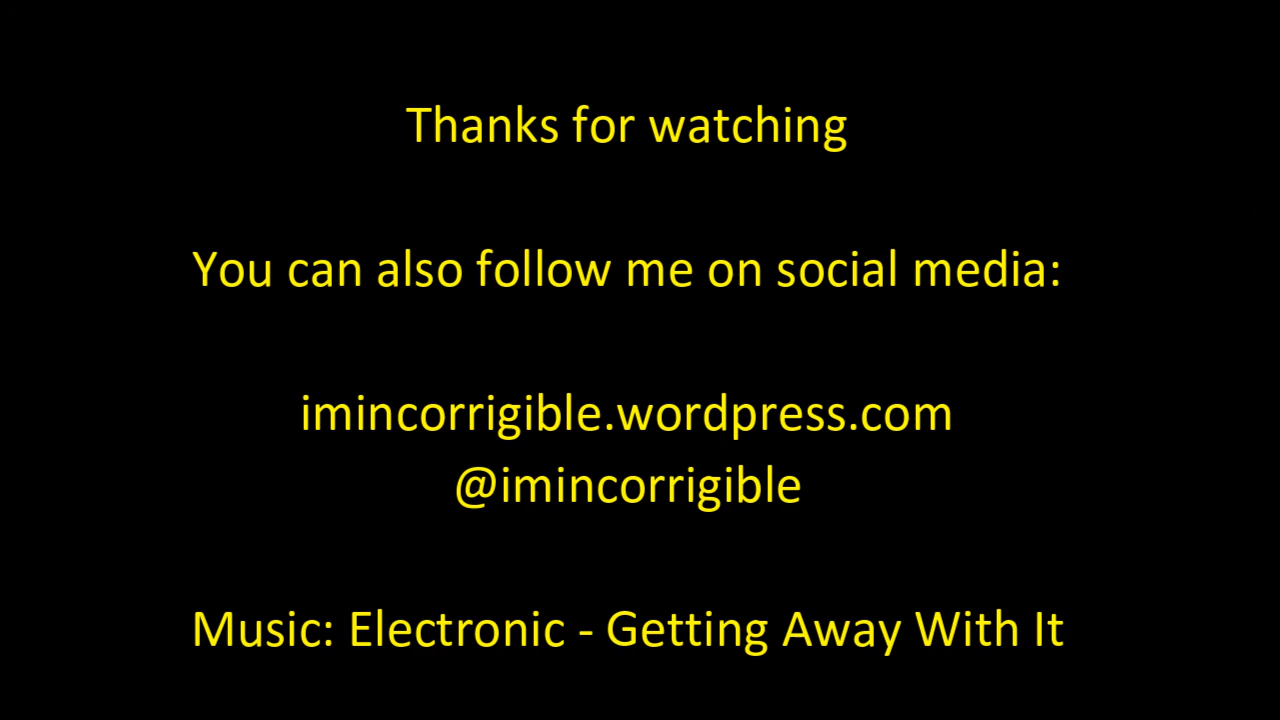 Thanks for watching
You can also follow me on social media:
imincorrigible.wordpress.com
@imincorrigible
Music: Electronic - Getting Away With It